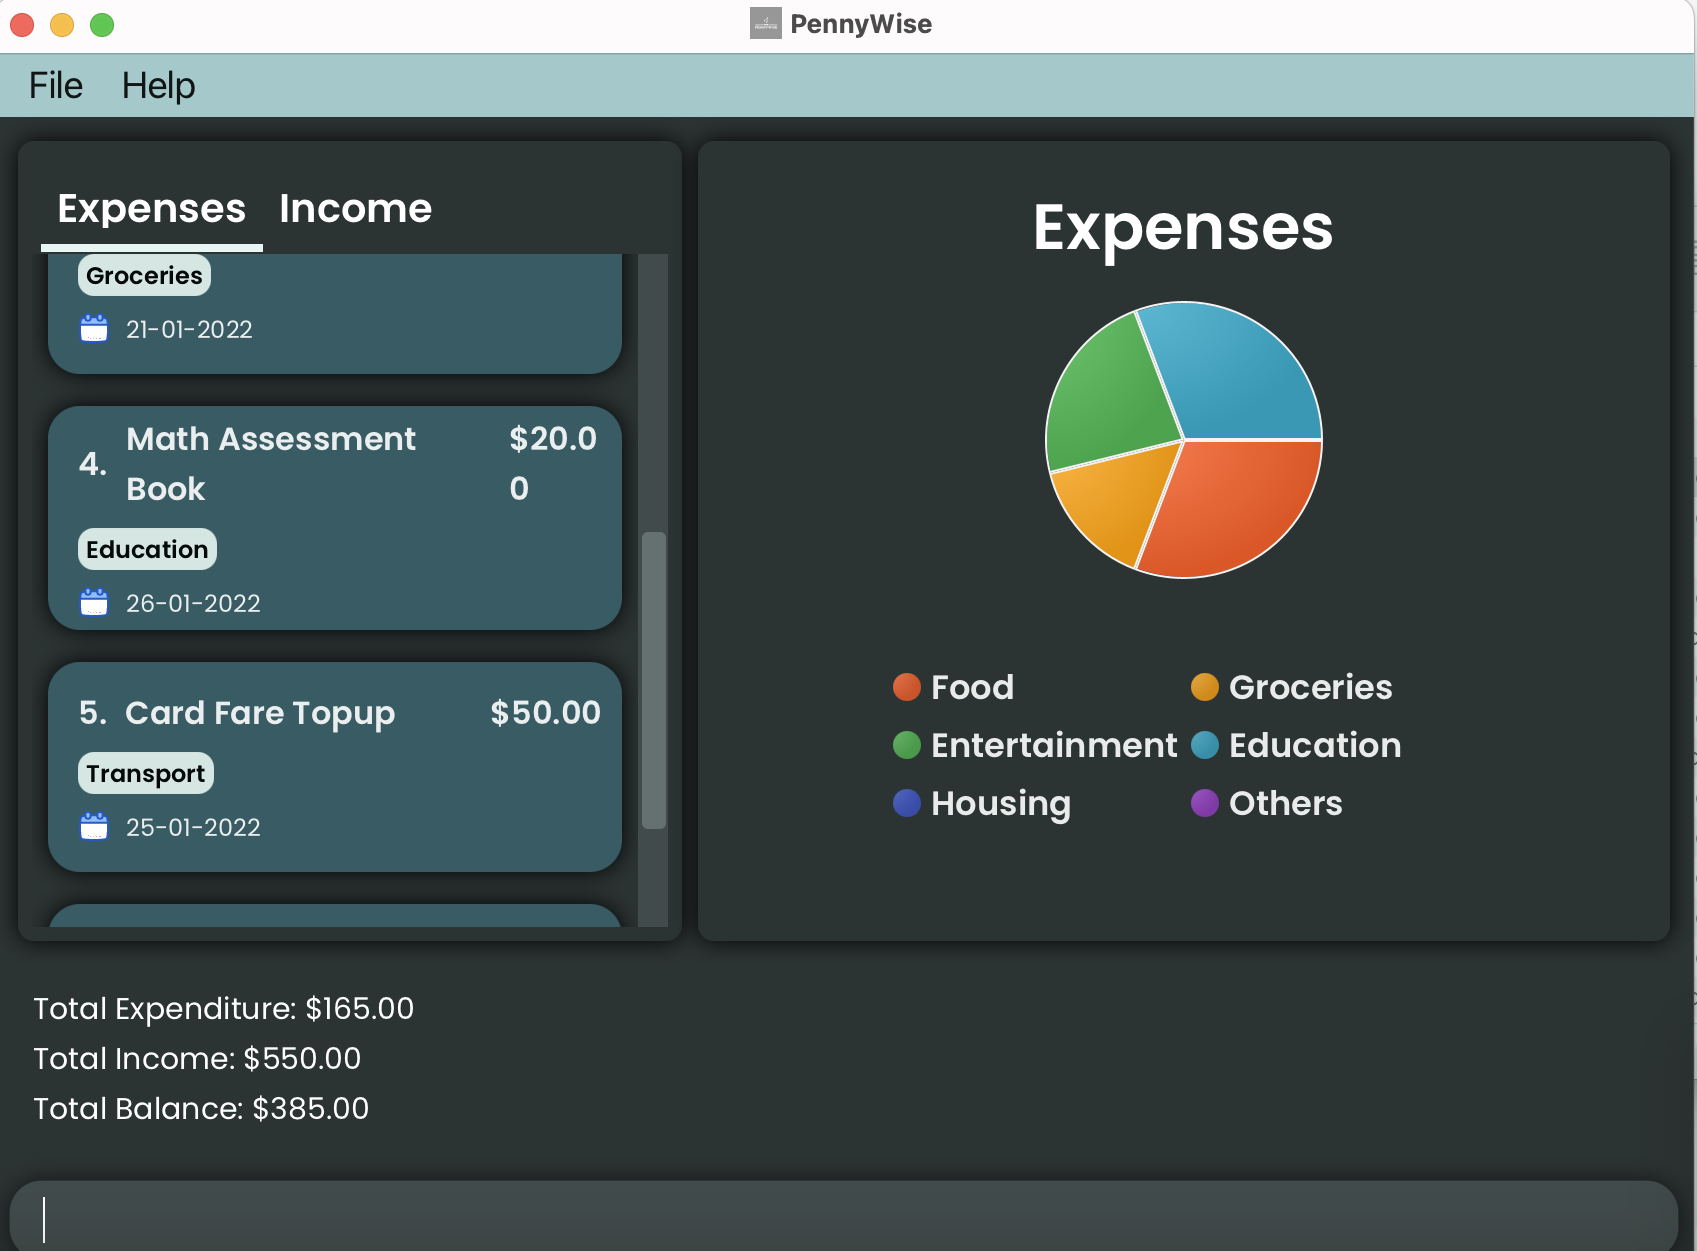 PennyWise
File Help
Expenses Income
Groceries
21-01-2022
4. Math Assessment Book $20.0
0
Education
26-01-2022
5. Card Fare Topup $50.00
Transport
25-01-2022
Expenses
Food Groceries
Entertainment Education
Housing Others
Total Expenditure: $165.00
Total Income: $550.00
Total Balance: $385.00